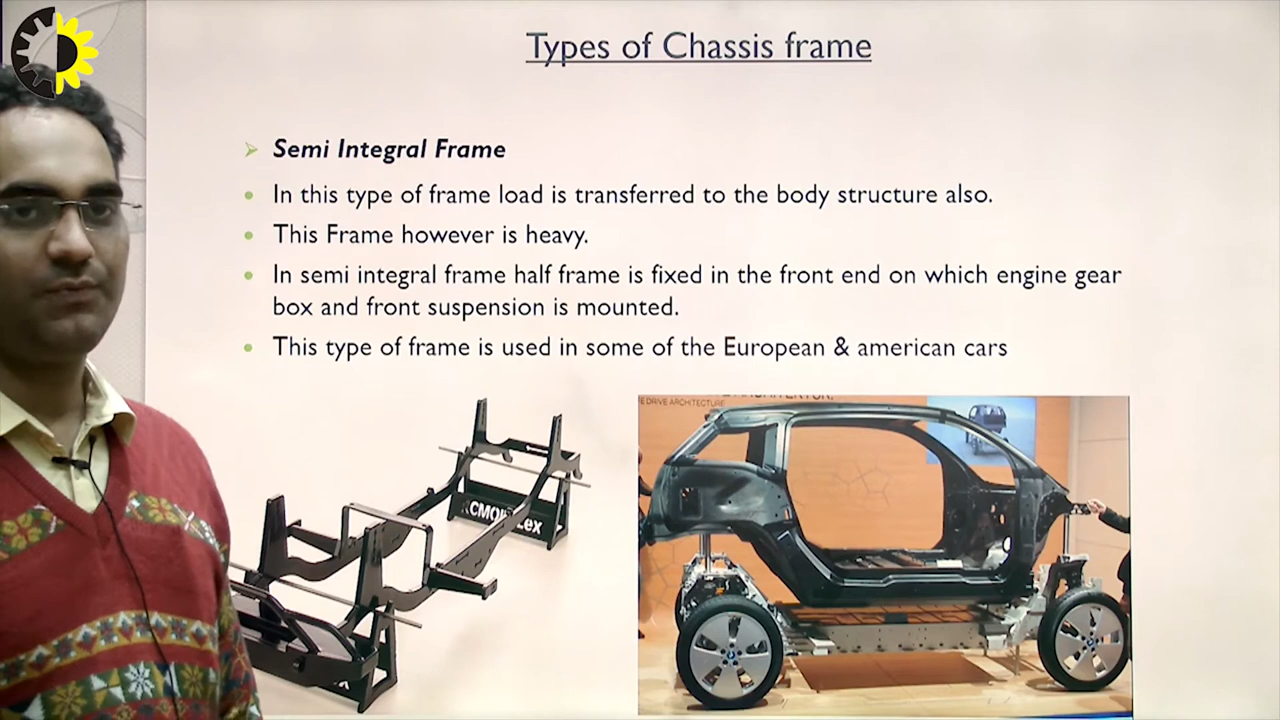 Types of Chassis frame
Semi Integral Frame
In this type of frame load is transferred to the body structure also.
This Frame however is heavy.
In semi integral frame half frame is fixed in the front end on which engine gear
box and front suspension is mounted.
This type of frame is used in some of the European & american cars
E DRIVE ARCHITECTURE